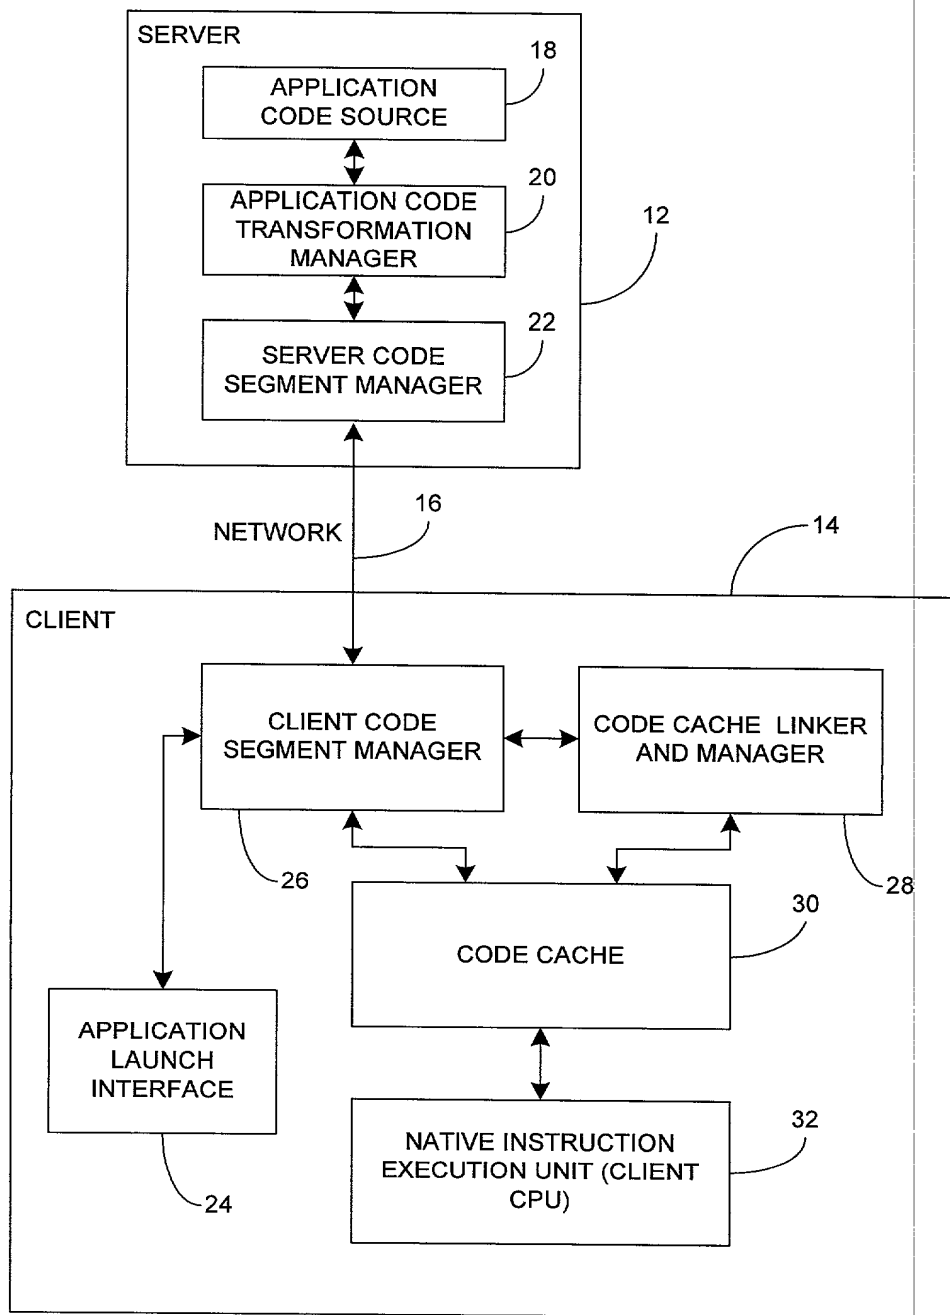 SERVER
18
APPLICATION
CODE SOURCE
20
APPLICATION CODE
TRANSFORMATION
MANAGER
12
22
SERVER CODE
SEGMENT MANAGER
16
NETWORK
14
CLIENT
CLIENT CODE
SEGMENT MANAGER
CODE CACHE LINKER
AND MANAGER
26
28
30
CODE CACHE
APPLICATION
LAUNCH
INTERFACE
32
NATIVE INSTRUCTION
EXECUTION UNIT (CLIENT
CPU)
24